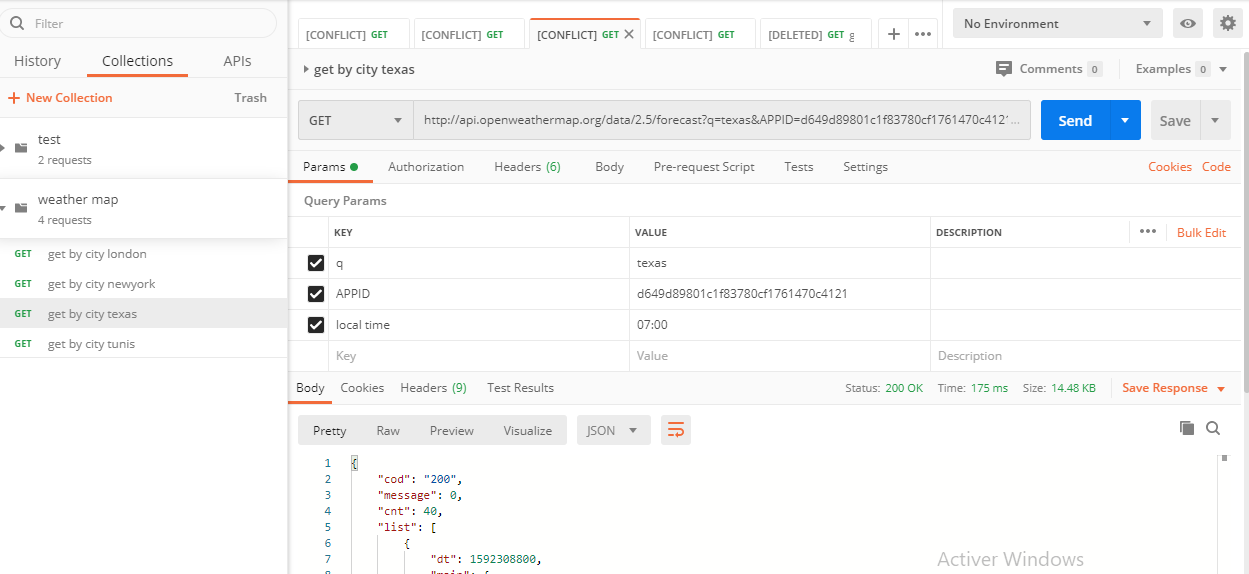 Filter
History Collections APIs
+ New Collection Trash
test
2 requests
weather map
4 requests
GET get by city london
GET get by city newyork
GET get by city texas
GET get by city tunis
[CONFLICT] GET [CONFLICT] GET [CONFLICT] GET [CONFLICT] GET [DELETED] GET g
No Environment
get by city texas
Comments 0 Examples 0
GET http://api.openweathermap.org/data/2.5/forecast?q=texas&APPID=d649d89801c1f83780cf1761470c4121... Send Save
Params Authorization Headers (6) Body Pre-request Script Tests Settings Cookies Code
Query Params
KEY VALUE DESCRIPTION ••• Bulk Edit
q texas
APPID d649d89801c1f83780cf1761470c4121
local time 07:00
Key Value Description
Body Cookies Headers (9) Test Results Status: 200 OK Time: 175 ms Size: 14.48 KB Save Response
Pretty Raw Preview Visualize JSON
1 {
2 "cod": "200",
3 "message": 0,
4 "cnt": 40,
5 "list": [
6 {
7 "dt": 1592308800,
8 "main": {
Activer Windows